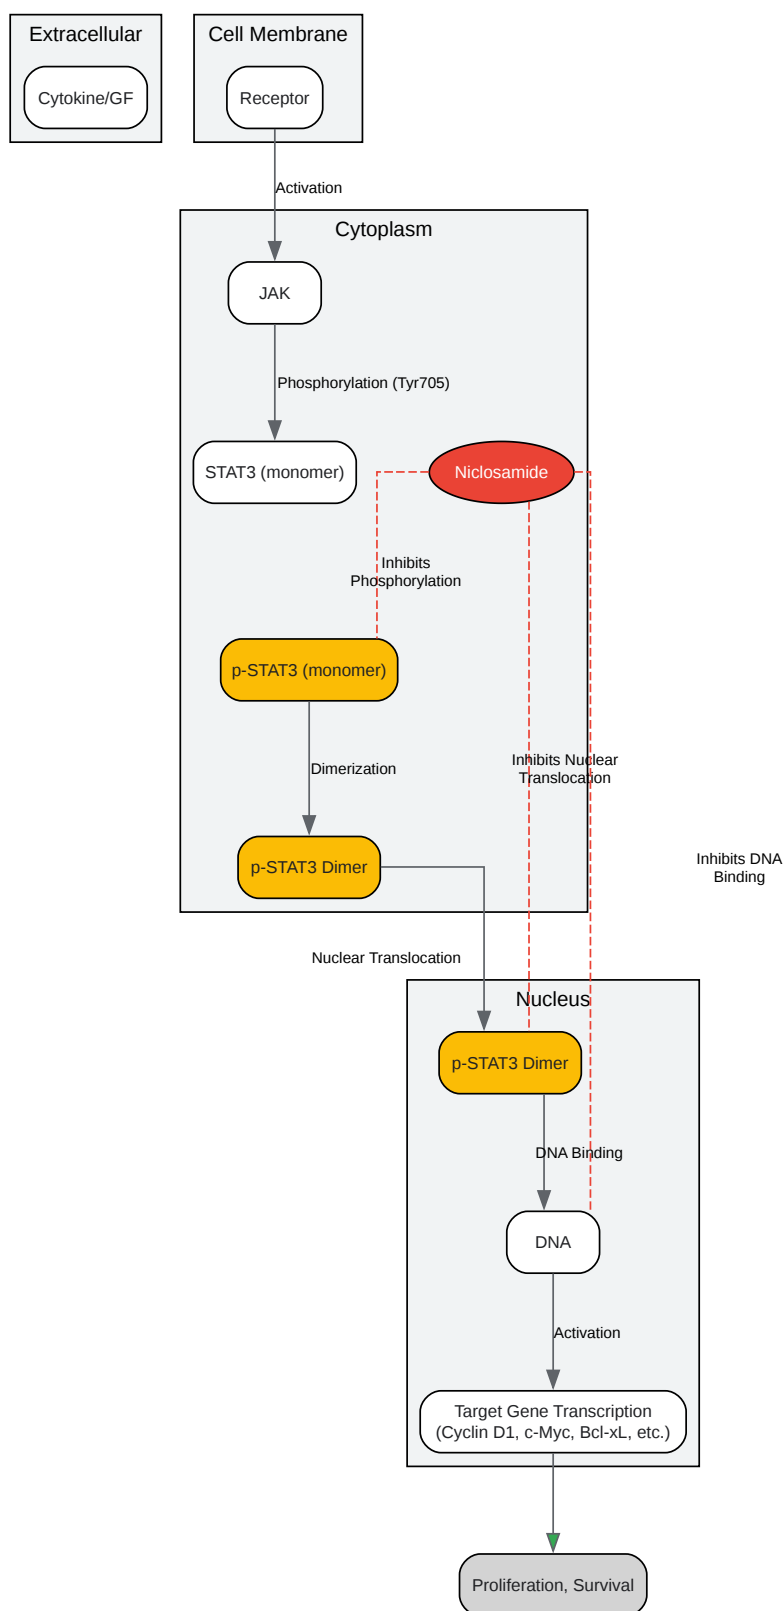 Extracellular
Cell Membrane
Cytokine/GF
Receptor
Activation
Cytoplasm
JAK
Phosphorylation (Tyr705)
STAT3 (monomer)
Niclosamide
Inhibits
Phosphorylation
p-STAT3 (monomer)
Inhibits Nuclear
Translocation
Dimerization
Inhibits DNA
Binding
p-STAT3 Dimer
Nuclear Translocation
Nucleus
p-STAT3 Dimer
DNA Binding
DNA
Activation
Target Gene Transcription
(Cyclin D1, c-Myc, Bcl-xL, etc.)
Proliferation, Survival